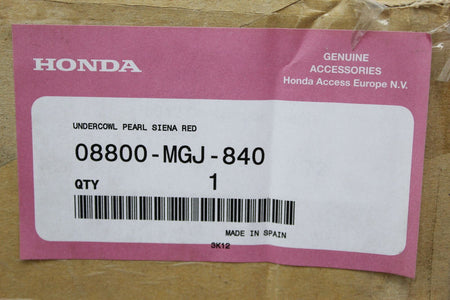 HONDA
GENUINE
ACCESSORIES
Honda Access Europe N.V.
UNDERCOWL PEARL SIENA RED
08800-MGJ-840
QTY 1
MADE IN SPAIN
3K12